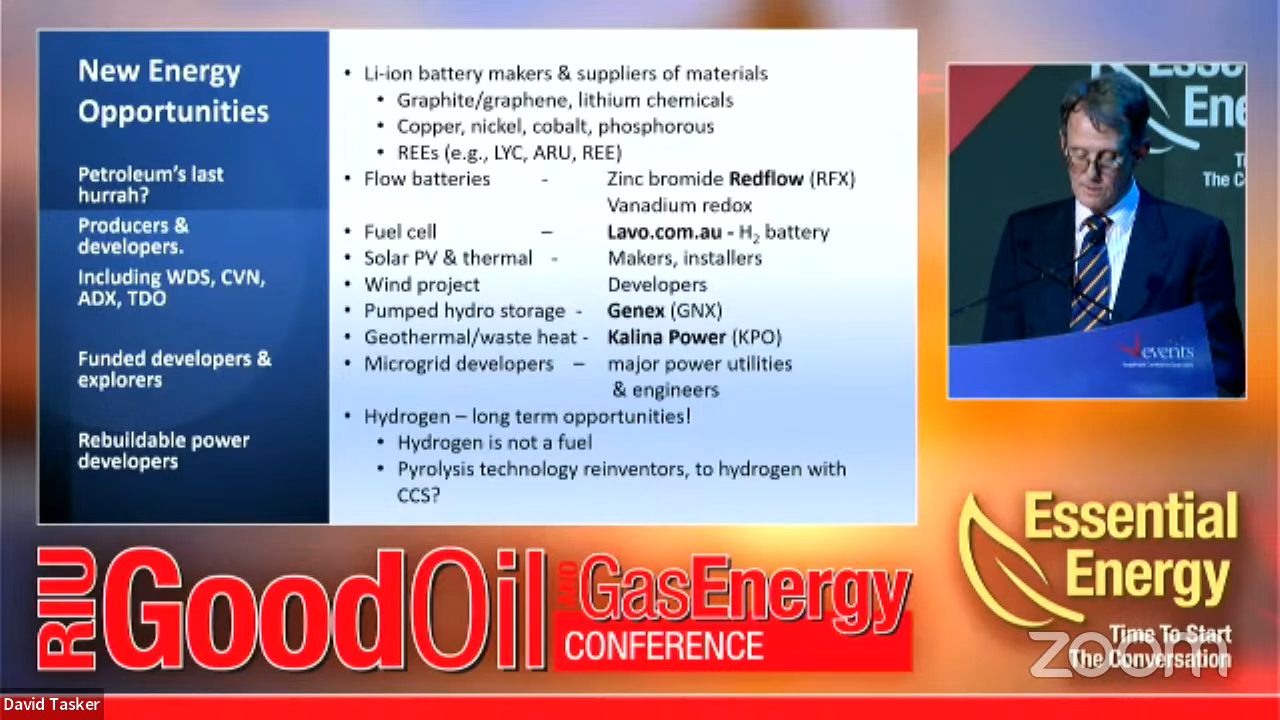 New Energy
Opportunities
Petroleum's last
hurrah?
Producers &
developers.
Including WDS, CVN,
ADX, TDO
Funded developers &
explorers
Rebuildable power
developers
• Li-ion battery makers & suppliers of materials
• Graphite/graphene, lithium chemicals
• Copper, nickel, cobalt, phosphorous
• REEs (e.g., LYC, ARU, REE)
• Flow batteries - Zinc bromide Redflow (RFX)
Vanadium redox
• Fuel cell – Lavo.com.au - H₂ battery
• Solar PV & thermal - Makers, installers
• Wind project Developers
• Pumped hydro storage - Genex (GNX)
• Geothermal/waste heat - Kalina Power (KPO)
• Microgrid developers – major power utilities
& engineers
• Hydrogen – long term opportunities!
• Hydrogen is not a fuel
• Pyrolysis technology reinventors, to hydrogen with
CCS?
Ene
The C
events
RIU GoodOil AND GasEnergy
CONFERENCE
Essential
Energy
Time To Start
The Conversation
zoom
David Tasker